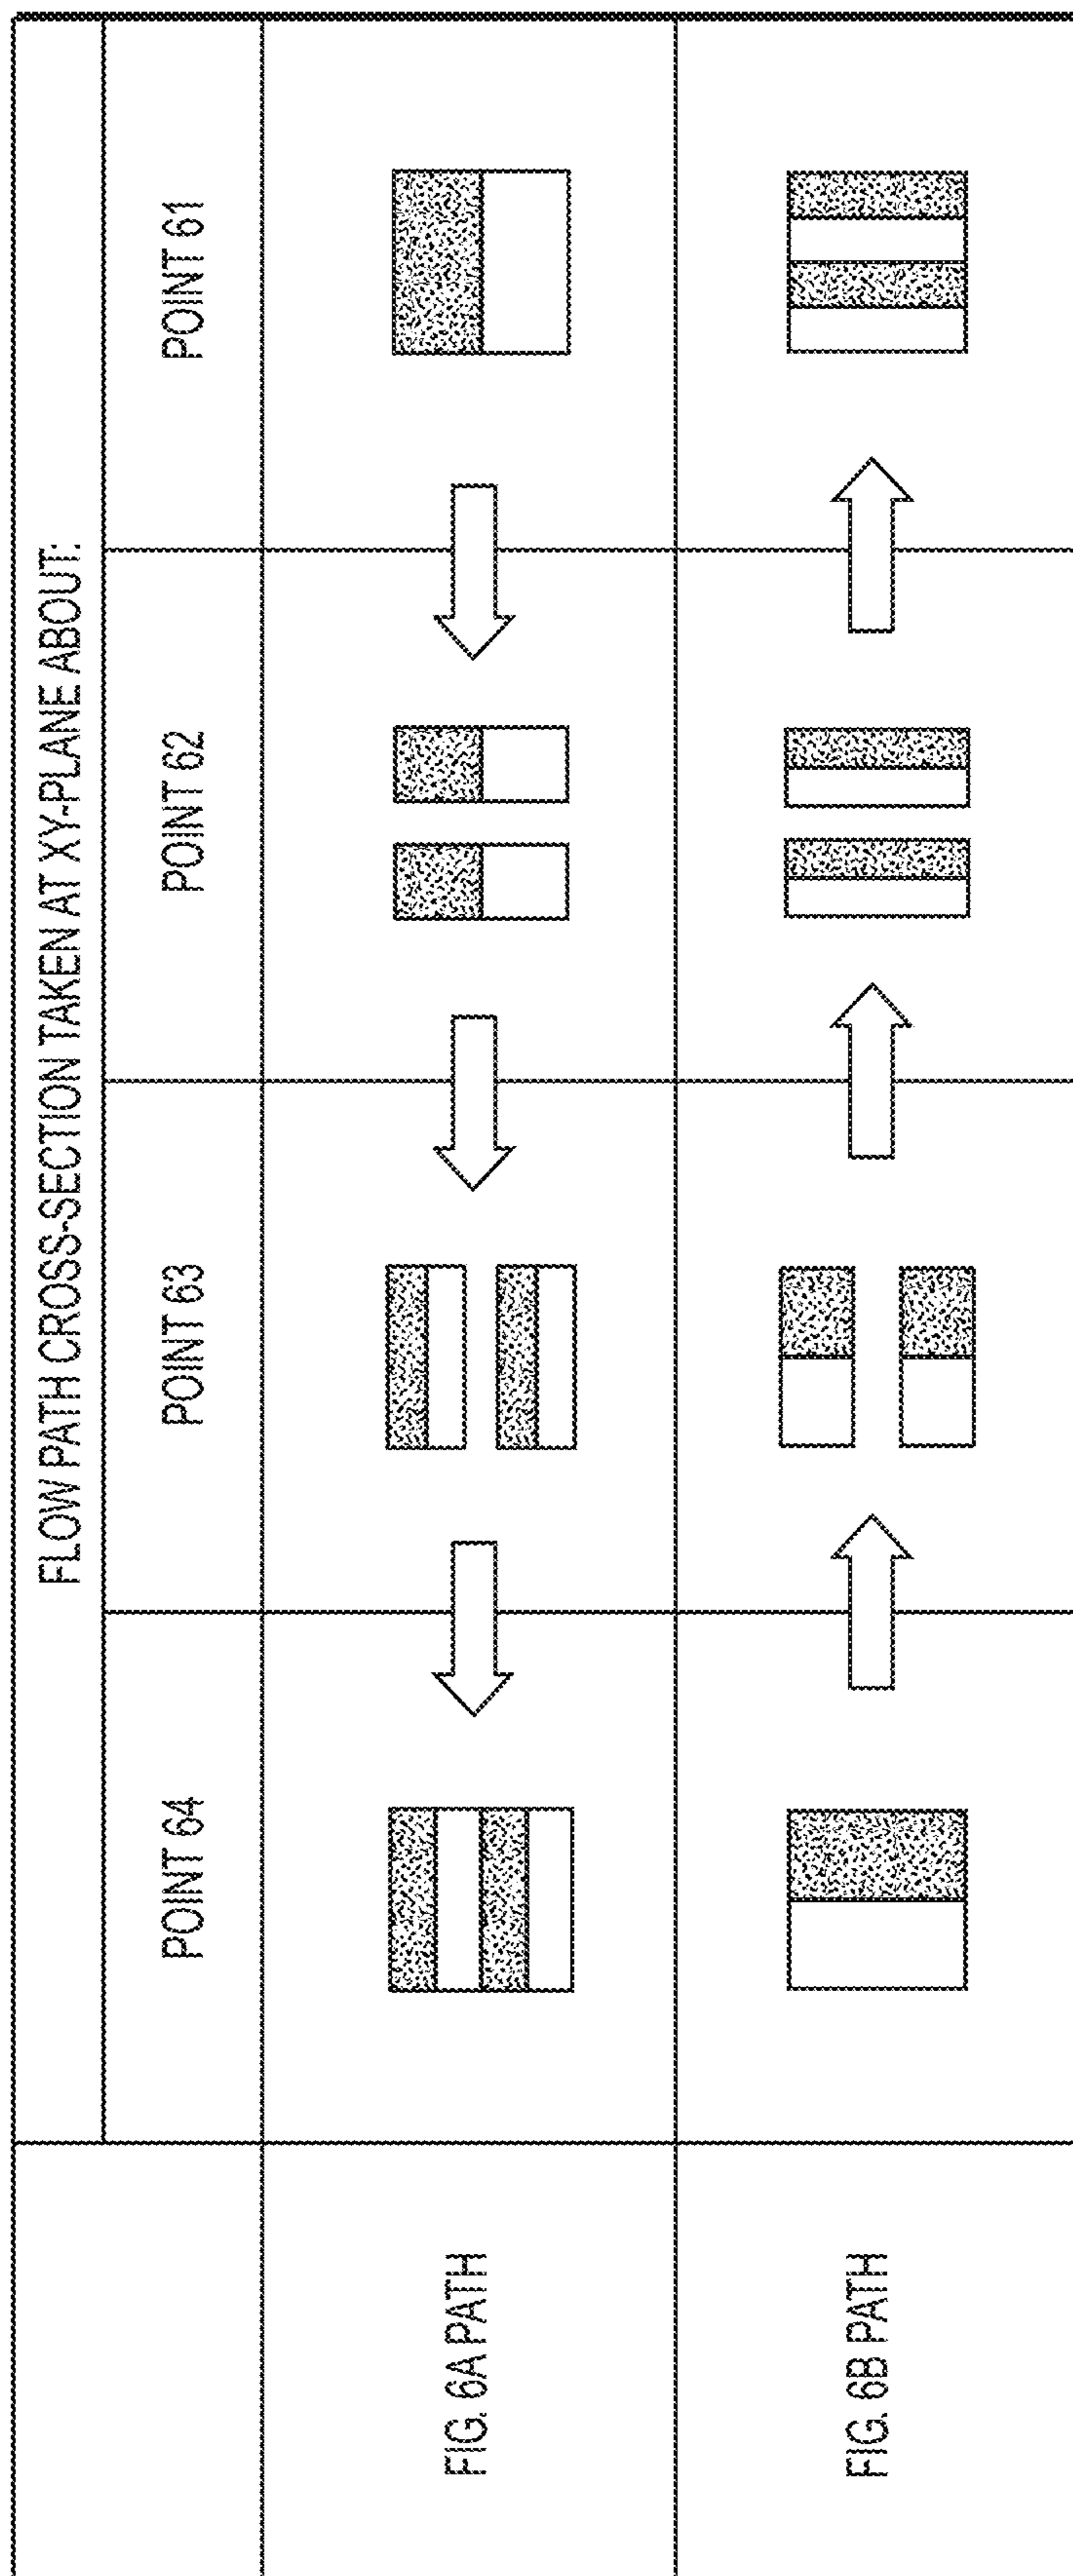 FLOW PATH CROSS-SECTION TAKEN AT XY-PLANE ABOUT:
POINT 64
POINT 63
POINT 62
POINT 61
FIG. 6A PATH
FIG. 6B PATH